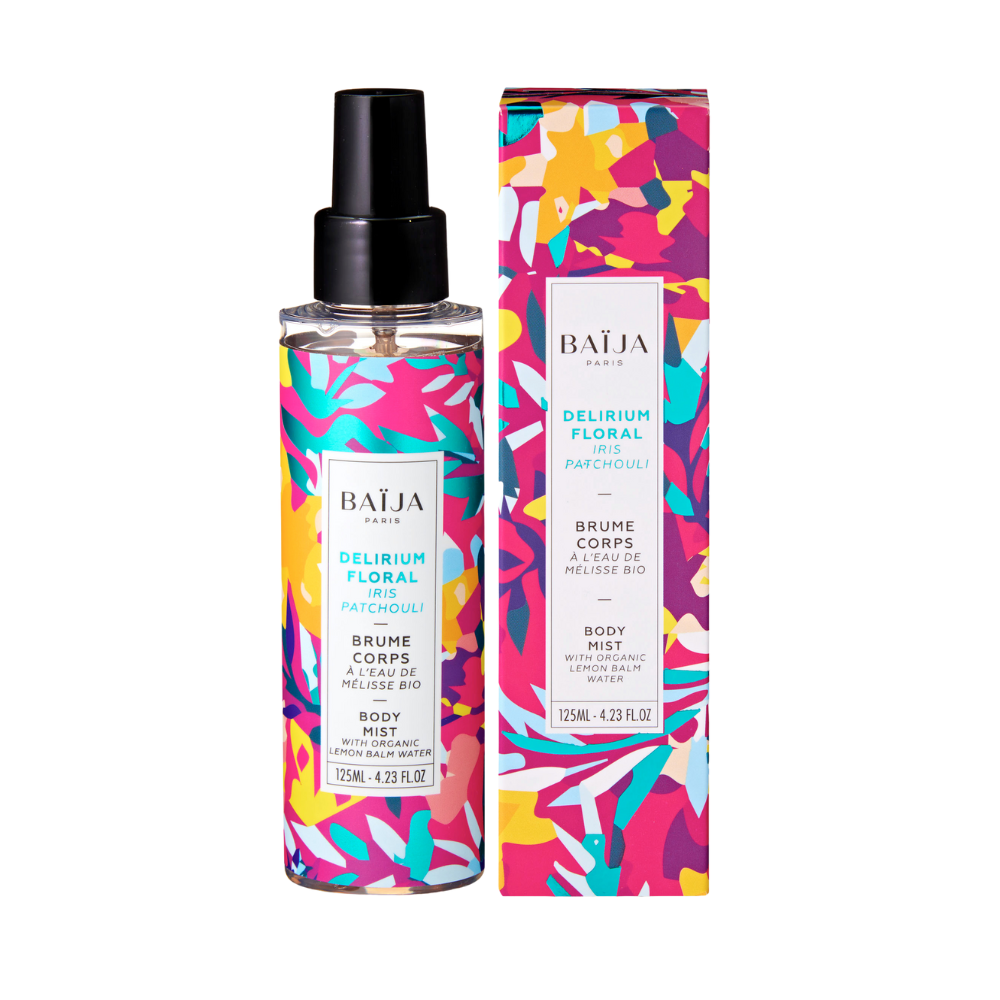 BAÏJA
PARIS
DELIRIUM
FLORAL
IRIS
PATCHOULI
—
BRUME
CORPS
À L'EAU DE
MÉLISSE BIO
—
BODY
MIST
WITH ORGANIC
LEMON BALM WATER
125ML - 4.23 FL.OZ
BAÏJA
PARIS
DELIRIUM
FLORAL
IRIS
PATCHOULI
—
BRUME
CORPS
À L'EAU DE
MÉLISSE BIO
—
BODY
MIST
WITH ORGANIC
LEMON BALM
WATER
125ML - 4.23 FL.OZ